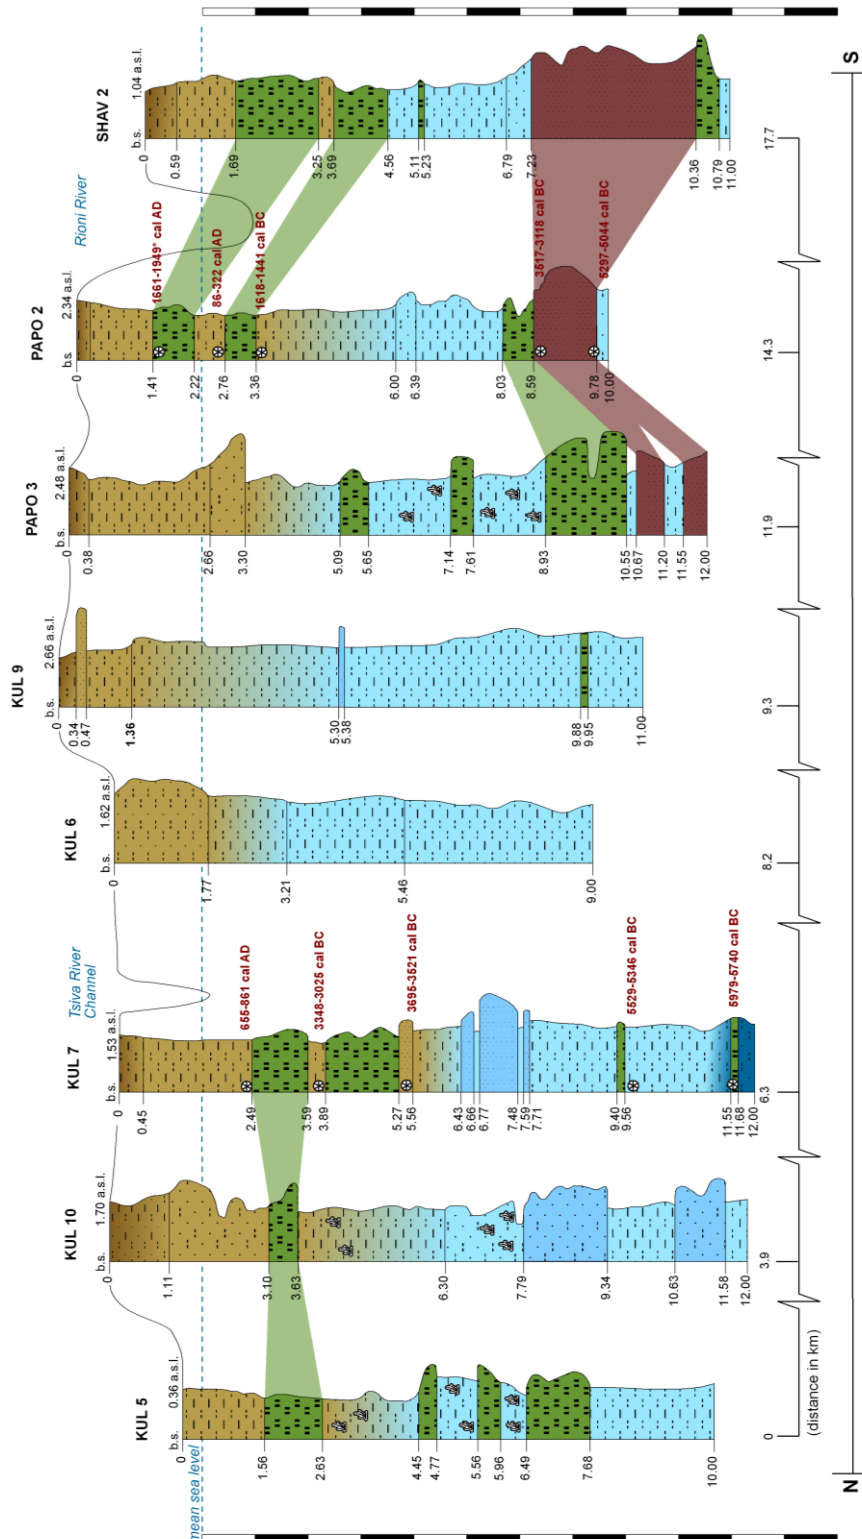 mean sea level
KUL 5
b.s.
0.36 a.s.l.
0
1.56
2.63
4.45
4.77
5.56
5.96
6.49
7.68
10.00
KUL 10
b.s.
1.70 a.s.l.
0
1.11
3.10
3.63
6.30
7.79
9.34
10.63
11.58
12.00
KUL 7
b.s.
1.53 a.s.l.
Tsiva River
Channel
0
0.45
2.49
3.59
3.89
5.27
5.56
6.43
6.66
6.77
7.48
7.59
7.71
9.40
9.56
11.55
11.68
12.00
655-861 cal AD
3348-3025 cal BC
3695-3521 cal BC
5529-5346 cal BC
5979-5740 cal BC
KUL 6
b.s.
1.62 a.s.l.
0
1.77
3.21
5.46
9.00
KUL 9
b.s.
2.66 a.s.l.
0
0.34
0.47
1.36
5.30
5.38
9.88
9.95
11.00
PAPO 3
b.s.
2.48 a.s.l.
0
0.38
2.66
3.30
5.09
5.65
7.14
7.61
8.93
10.55
10.67
11.20
11.55
12.00
PAPO 2
b.s.
2.34 a.s.l.
Rioni River
0
1.41
2.22
2.76
3.36
6.00
6.39
8.03
8.59
9.78
10.00
1661-1949* cal AD
86-322 cal AD
1618-1441 cal BC
3517-3118 cal BC
5297-5044 cal BC
SHAV 2
b.s.
1.04 a.s.l.
0
0.59
1.69
3.25
3.69
4.56
5.11
5.23
6.79
7.23
10.36
10.79
11.00
0
3.9
6.3
8.2
9.3
11.9
14.3
17.7
(distance in km)
N
S